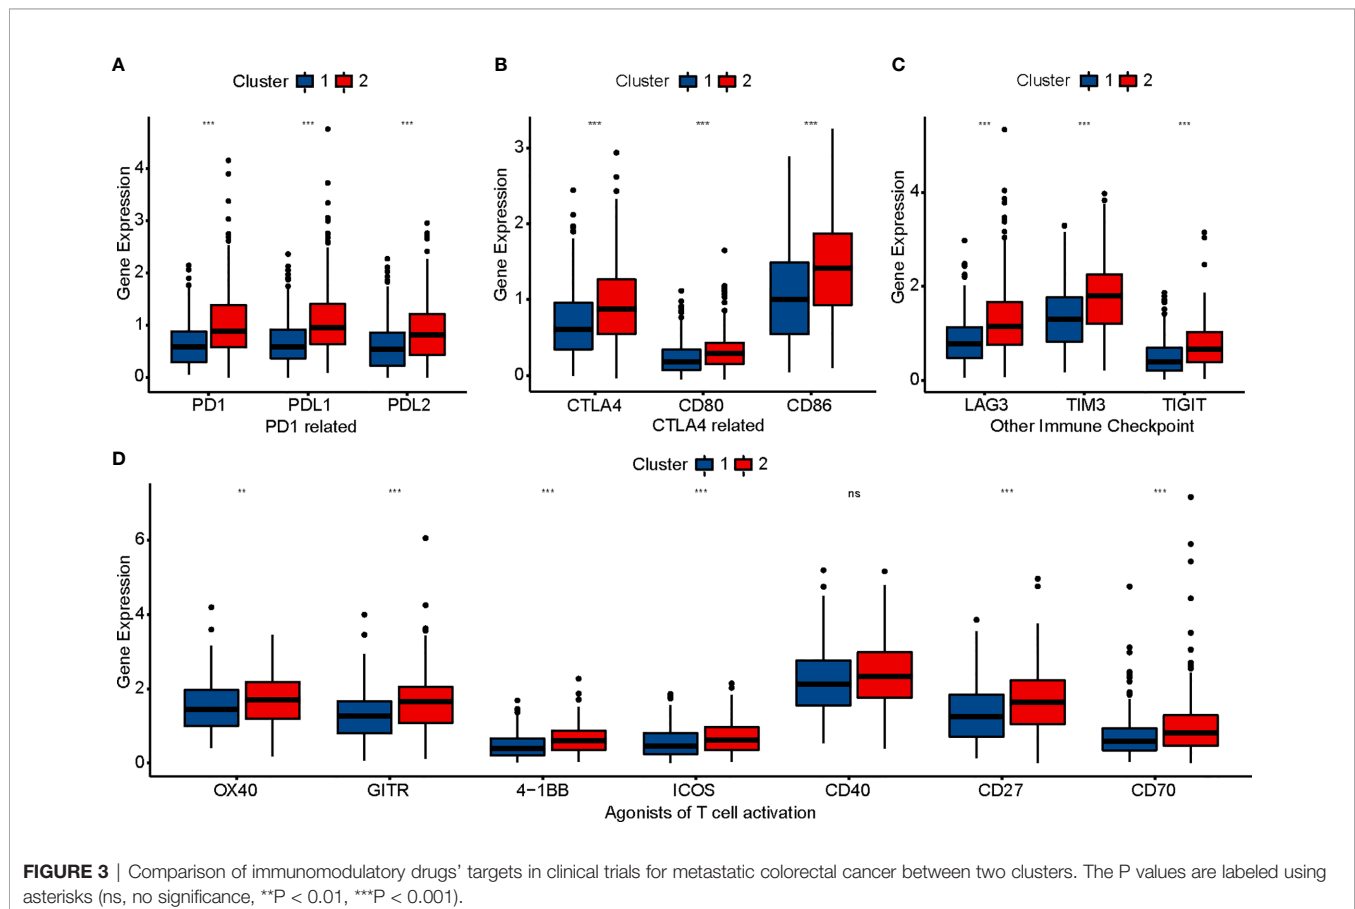 A
Cluster 1 2
*** *** ***
Gene Expression
4
3
2
1
0
PD1 PDL1 PDL2
PD1 related
B
Cluster 1 2
*** *** ***
Gene Expression
3
2
1
0
CTLA4 CD80 CD86
CTLA4 related
C
Cluster 1 2
*** *** ***
Gene Expression
4
2
0
LAG3 TIM3 TIGIT
Other Immune Checkpoint
D
Cluster 1 2
** *** *** *** ns *** ***
Gene Expression
6
4
2
0
OX40 GITR 4−1BB ICOS CD40 CD27 CD70
Agonists of T cell activation
FIGURE 3 | Comparison of immunomodulatory drugs’ targets in clinical trials for metastatic colorectal cancer between two clusters. The P values are labeled using
asterisks (ns, no significance, **P < 0.01, ***P < 0.001).